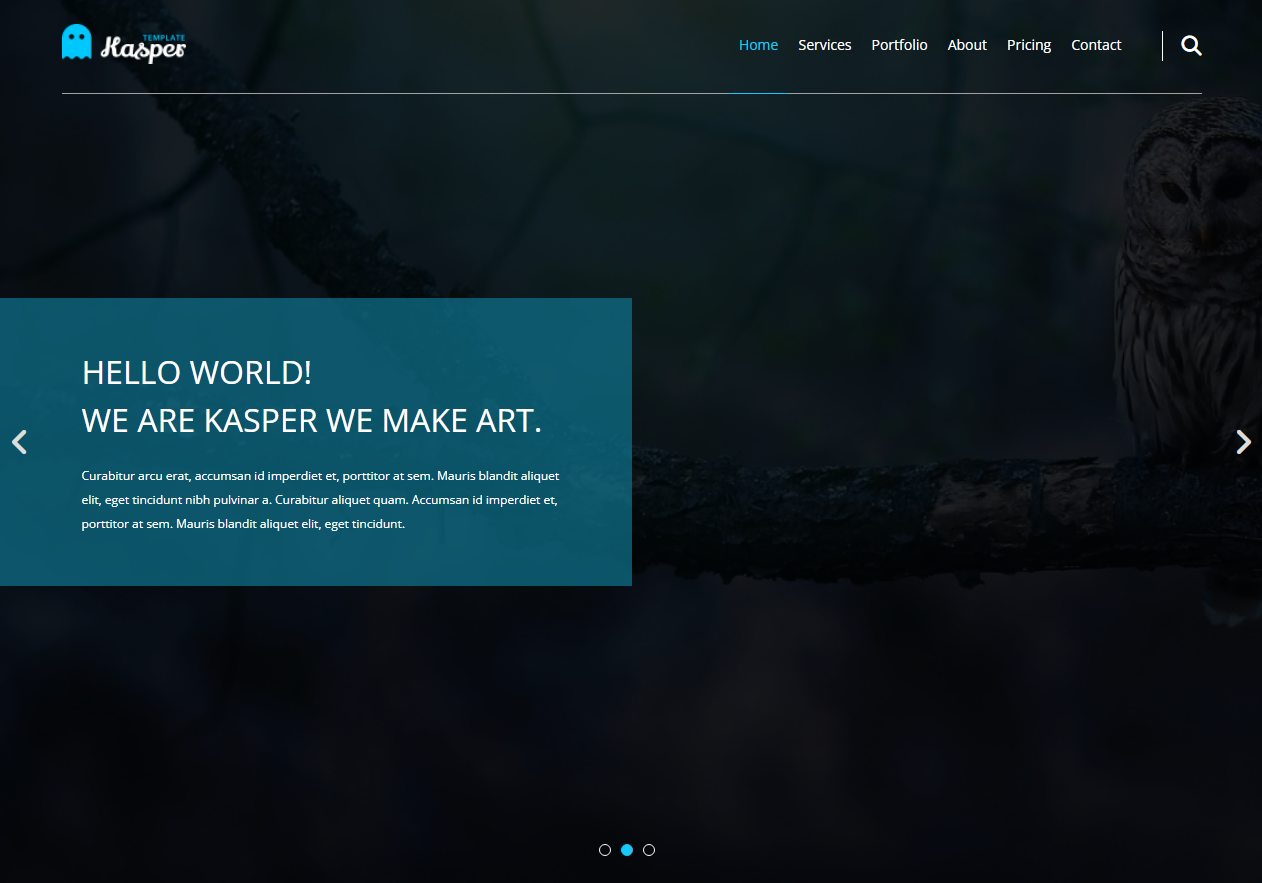 TEMPLATE
Kasper
Home Services Portfolio About Pricing Contact
HELLO WORLD!
WE ARE KASPER WE MAKE ART.
Curabitur arcu erat, accumsan id imperdiet et, porttitor at sem. Mauris blandit aliquet
elit, eget tincidunt nibh pulvinar a. Curabitur aliquet quam. Accumsan id imperdiet et,
porttitor at sem. Mauris blandit aliquet elit, eget tincidunt.